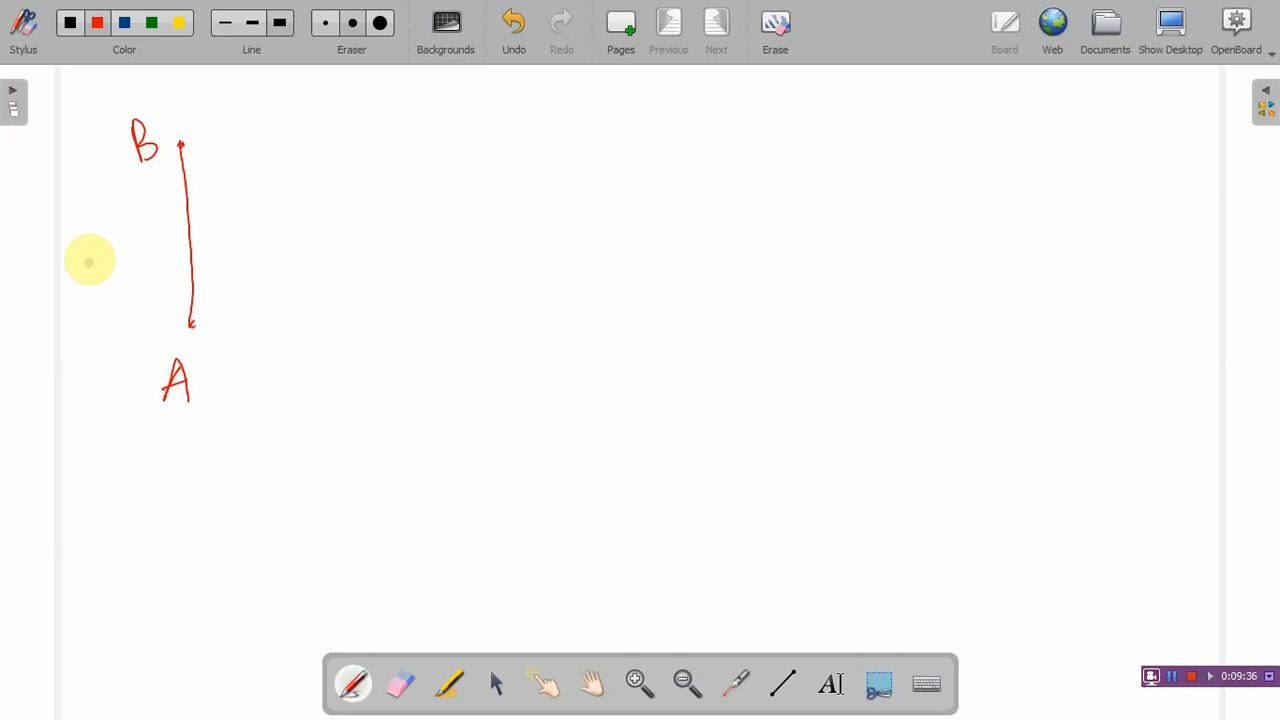 Stylus
Color
Line
Eraser
Backgrounds
Undo
Redo
Pages
Previous
Next
Erase
Board
Web
Documents
Show Desktop
OpenBoard
B
A
AI
0:09:36